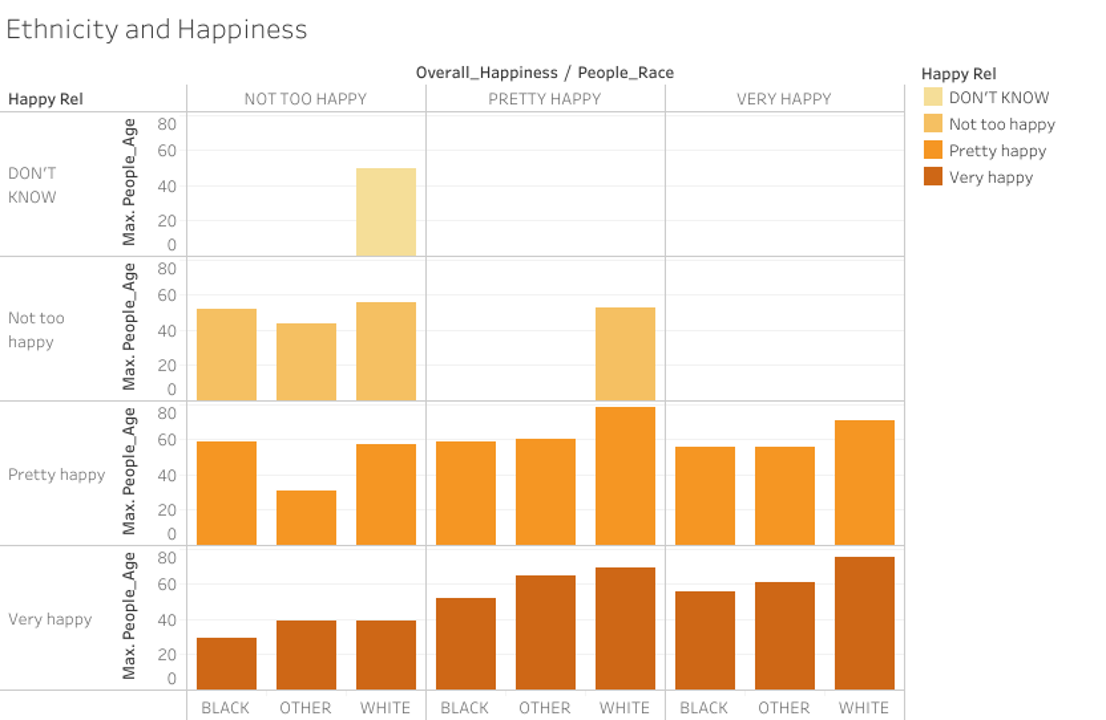 Ethnicity and Happiness
Overall_Happiness / People_Race
Happy Rel
NOT TOO HAPPY
PRETTY HAPPY
VERY HAPPY
DON'T
KNOW
Max. People_Age
80
60
40
20
0
Not too
happy
Max. People_Age
80
60
40
20
0
Pretty happy
Max. People_Age
80
60
40
20
0
Very happy
Max. People_Age
80
60
40
20
0
BLACK
OTHER
WHITE
BLACK
OTHER
WHITE
BLACK
OTHER
WHITE
Happy Rel
DON'T KNOW
Not too happy
Pretty happy
Very happy